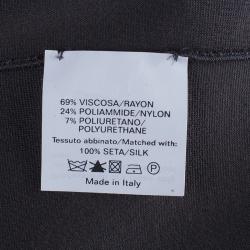 69% VISCOSA/RAYON
24% POLIAMMIDE/NYLON
7% POLIURETANO/
POLYURETHANE
Tessuto abbinato/Matched with:
100% SETA/SILK
Made in Italy